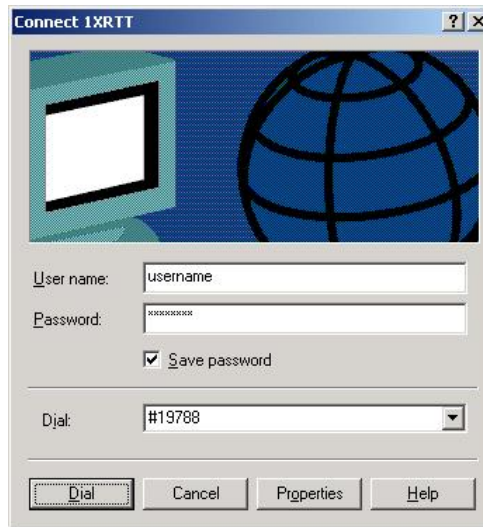 Connect 1XRTT
User name: username
Password: ********
Save password
Dial: #19788
Dial Cancel Properties Help